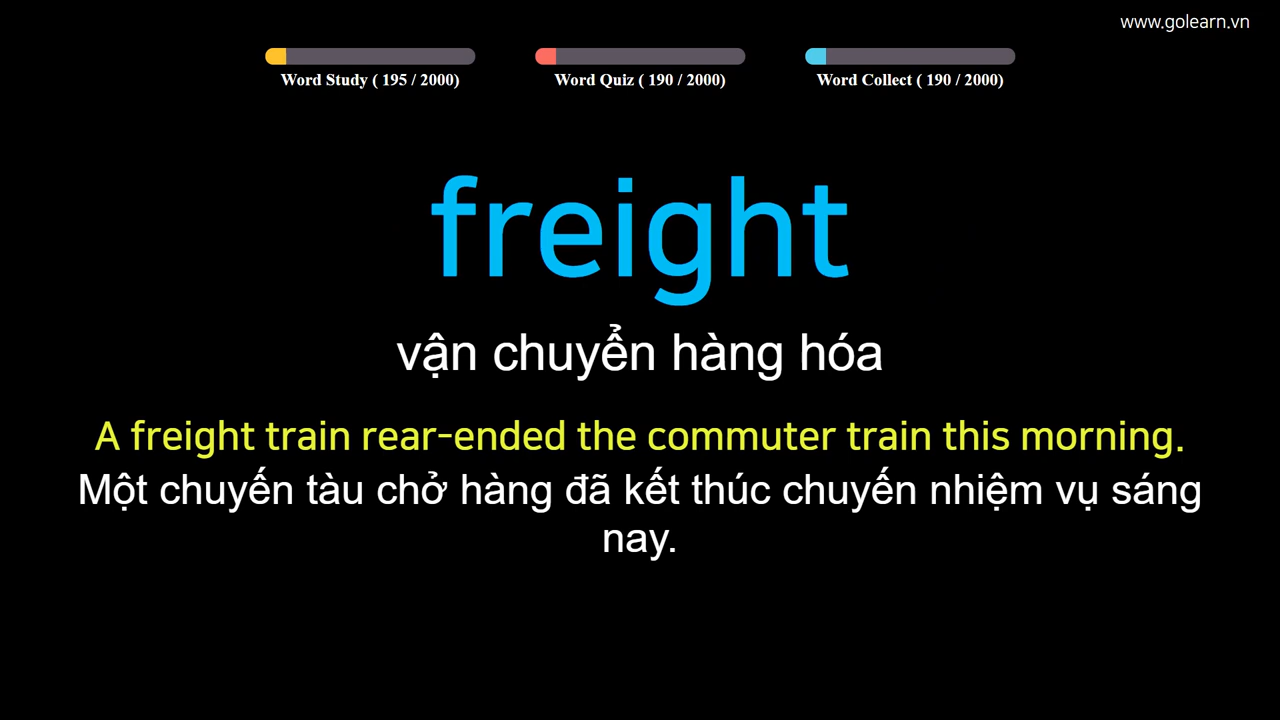 www.golearn.vn
Word Study ( 195 / 2000)
Word Quiz ( 190 / 2000)
Word Collect ( 190 / 2000)
freight
vận chuyển hàng hóa
A freight train rear-ended the commuter train this morning.
Một chuyến tàu chở hàng đã kết thúc chuyến nhiệm vụ sáng
nay.